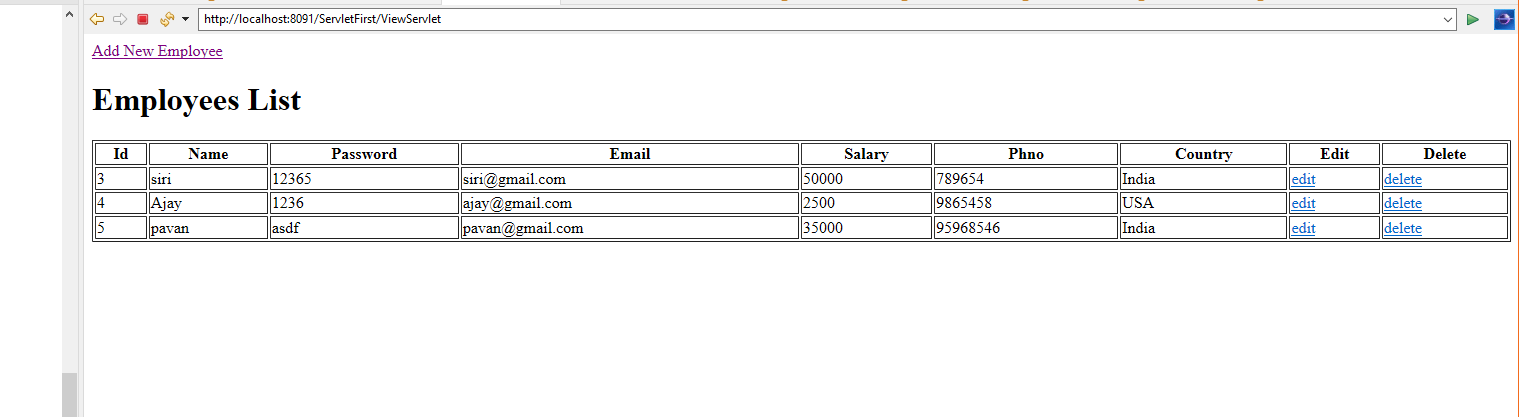 http://localhost:8091/ServletFirst/ViewServlet
Add New Employee
Employees List
Id Name Password Email Salary Phno Country Edit Delete
3 siri 12365 siri@gmail.com 50000 789654 India edit delete
4 Ajay 1236 ajay@gmail.com 2500 9865458 USA edit delete
5 pavan asdf pavan@gmail.com 35000 95968546 India edit delete